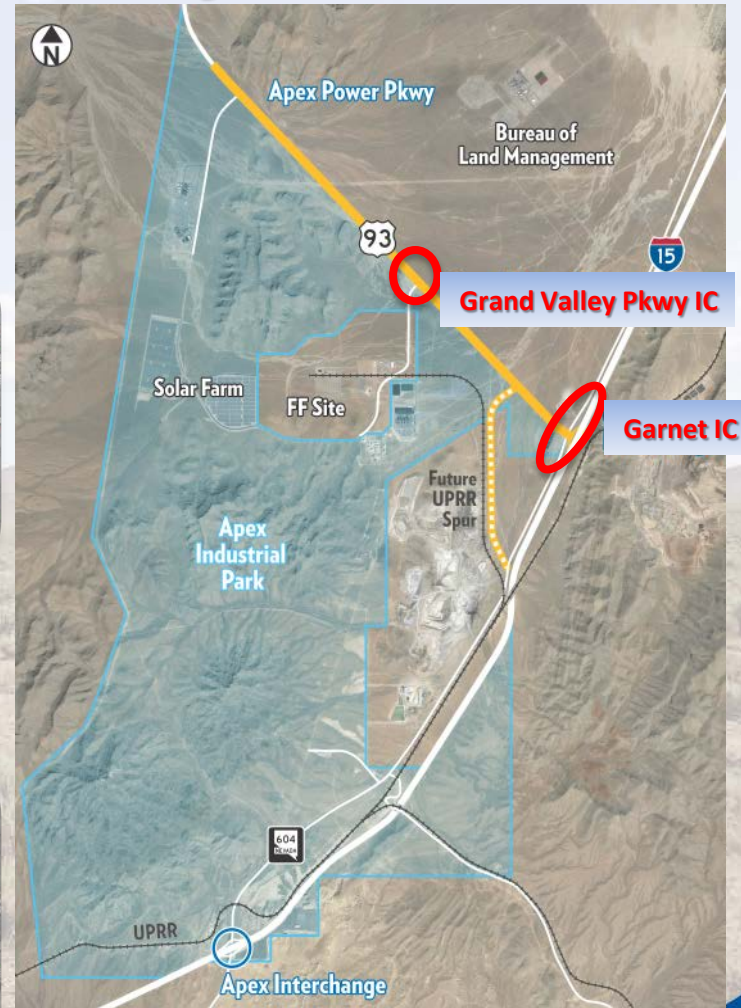 N
Apex Power Pkwy
Bureau of
Land Management
93
15
Grand Valley Pkwy IC
Solar Farm
FF Site
Garnet IC
Future
UPRR
Spur
Apex
Industrial
Park
604
NEVADA
UPRR
Apex Interchange